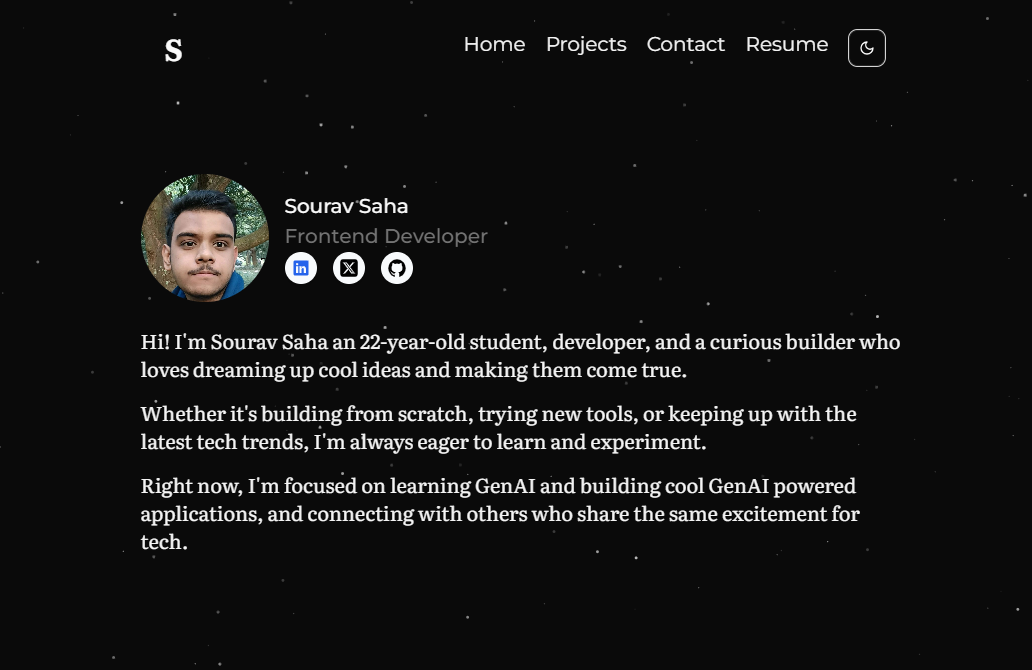 S
Home Projects Contact Resume
Sourav Saha
Frontend Developer
Hi! I'm Sourav Saha an 22-year-old student, developer, and a curious builder who
loves dreaming up cool ideas and making them come true.
Whether it's building from scratch, trying new tools, or keeping up with the
latest tech trends, I'm always eager to learn and experiment.
Right now, I'm focused on learning GenAI and building cool GenAI powered
applications, and connecting with others who share the same excitement for
tech.